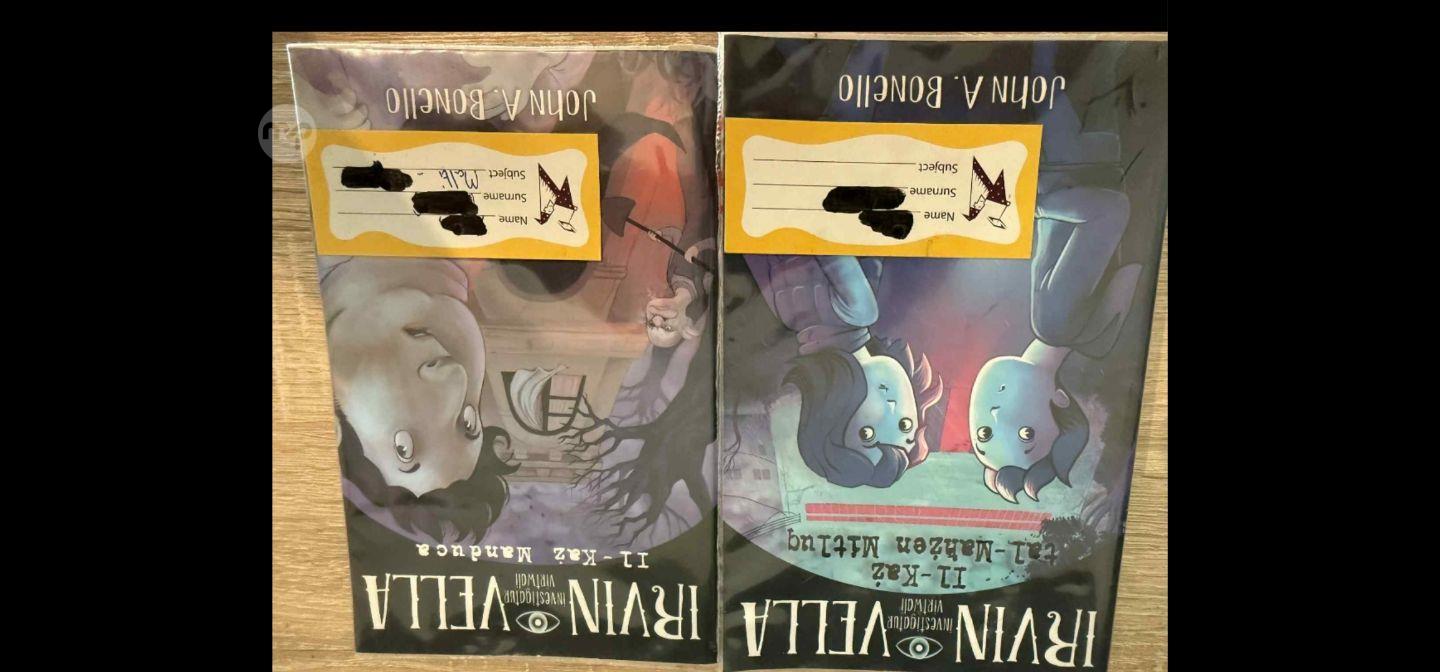 IRVIN VELLA
investigatur
virtwali
Il-Każ Manduca
Name
Surname
Subject Malti -
JOHN A. BONELLO
IRVIN VELLA
investigatur
virtwali
Il-Każ
tal-Maħżen Mitluq
Name
Surname
Subject
JOHN A. BONELLO